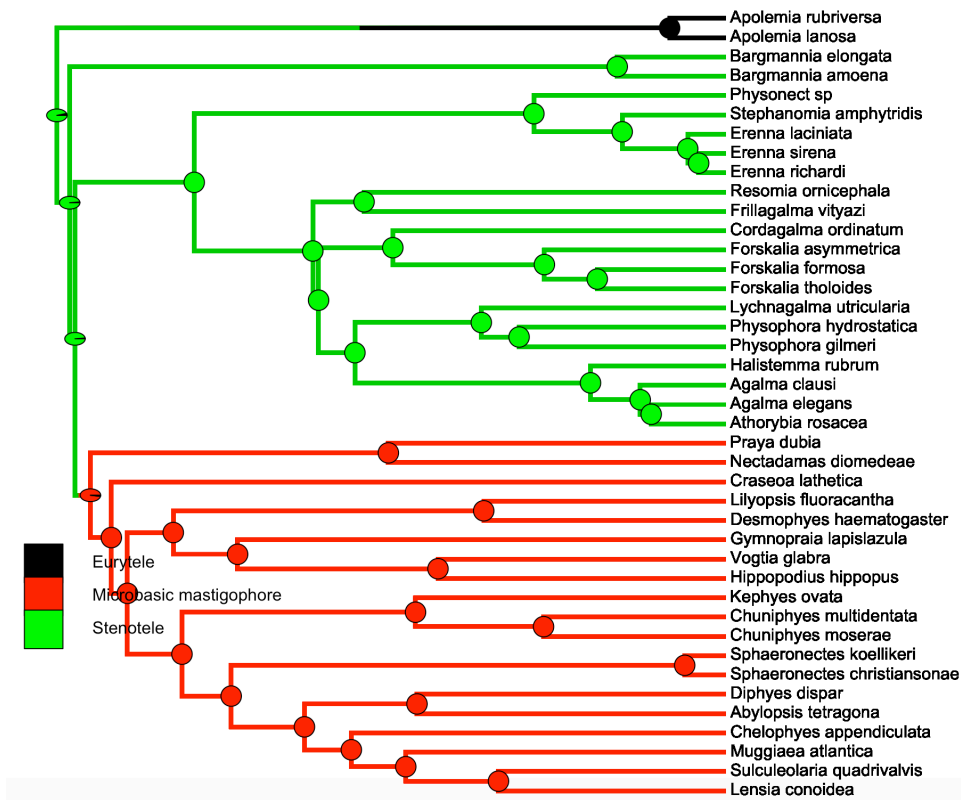 Apolemia rubriversa
Apolemia lanosa
Bargmannia elongata
Bargmannia amoena
Physonect sp
Stephanomia amphytridis
Erenna laciniata
Erenna sirena
Erenna richardi
Resomia ornicephala
Frillagalma vityazi
Cordagalma ordinatum
Forskalia asymmetrica
Forskalia formosa
Forskalia tholoides
Lychnagalma utricularia
Physophora hydrostatica
Physophora gilmeri
Halistemma rubrum
Agalma clausi
Agalma elegans
Athorybia rosacea
Praya dubia
Nectadamas diomedeae
Craseoa lathetica
Lilyopsis fluoracantha
Desmophyes haematogaster
Gymnopraia lapislazula
Vogtia glabra
Hippopodius hippopus
Kephyes ovata
Chuniphyes multidentata
Chuniphyes moserae
Sphaeronectes koellikeri
Sphaeronectes christiansonae
Diphyes dispar
Abylopsis tetragona
Chelophyes appendiculata
Muggiaea atlantica
Sulculeolaria quadrivalvis
Lensia conoidea
Eurytele
Microbasic mastigophore
Stenotele